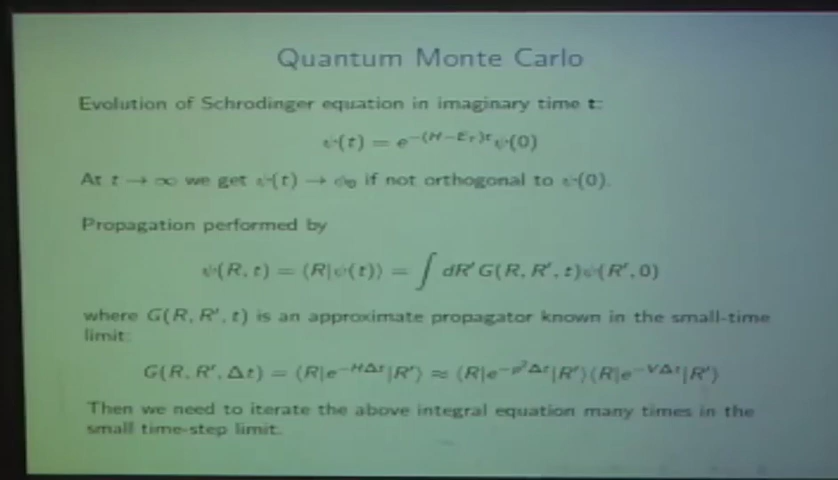 Quantum Monte Carlo
Evolution of Schrodinger equation in imaginary time t:
ψ(t) = e^{−(H−E_T)t}ψ(0)
At t → ∞ we get ψ(t) → ϕ₀ if not orthogonal to ψ(0).
Propagation performed by
ψ(R, t) = ⟨R|ψ(t)⟩ = ∫ dR′G(R, R′, t)ψ(R′, 0)
where G(R, R′, t) is an approximate propagator known in the small-time
limit:
G(R, R′, Δt) = ⟨R|e^{−HΔt}|R′⟩ ≈ ⟨R|e^{−p²Δt}|R′⟩⟨R|e^{−VΔt}|R′⟩
Then we need to iterate the above integral equation many times in the
small time-step limit.